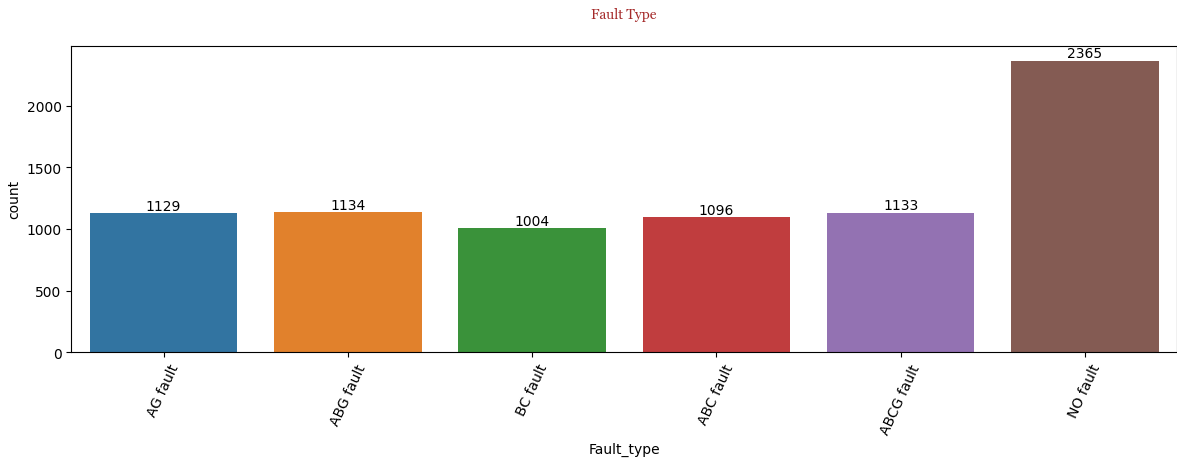 Fault Type
count
2000
1500
1000
500
0
1129
1134
1004
1096
1133
2365
AG fault
ABG fault
BC fault
ABC fault
ABCG fault
NO fault
Fault_type